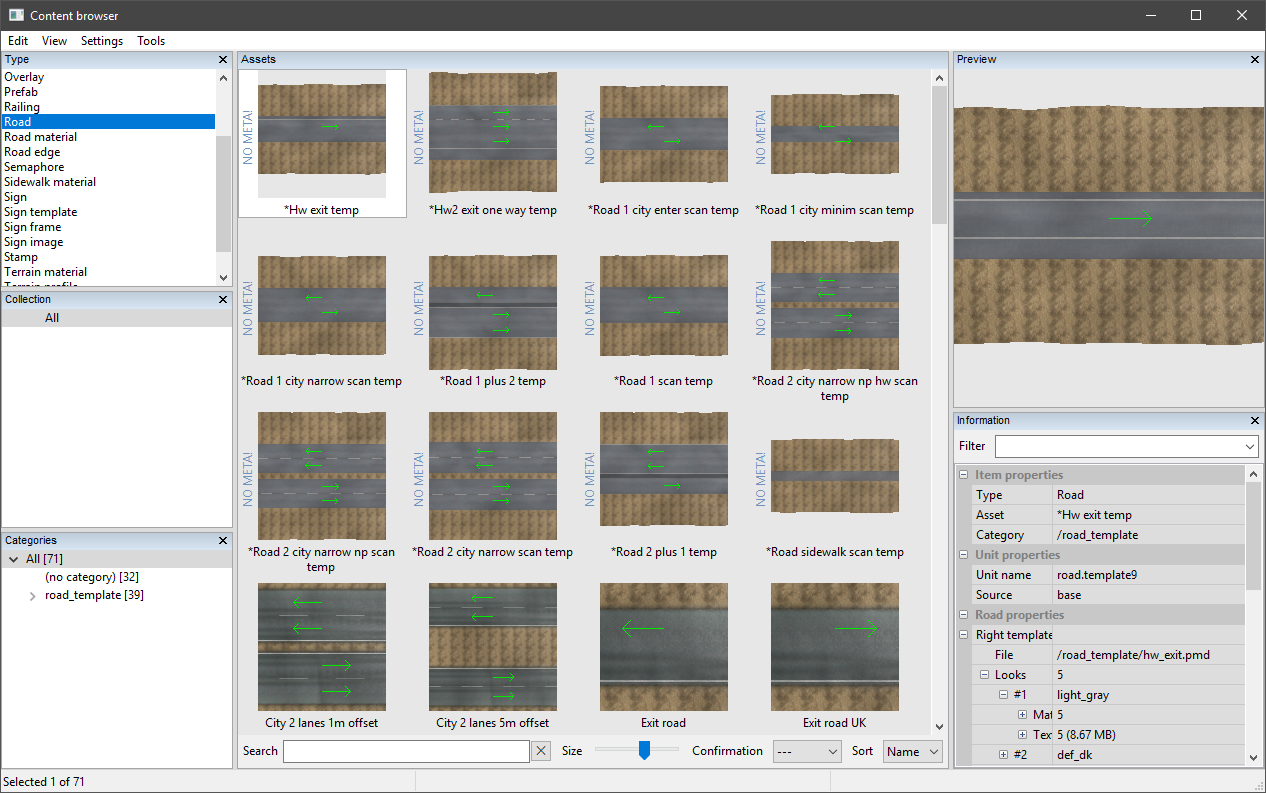 Content browser
Edit View Settings Tools
Type
Overlay
Prefab
Railing
Road
Road material
Road edge
Semaphore
Sidewalk material
Sign
Sign template
Sign frame
Sign image
Stamp
Terrain material
Collection
All
Categories
All [71]
(no category) [32]
road_template [39]
Assets
NO META!
NO META!
NO META!
NO META!
*Hw exit temp
*Hw2 exit one way temp
*Road 1 city enter scan temp
*Road 1 city minim scan temp
NO META!
NO META!
NO META!
NO META!
*Road 1 city narrow scan temp
*Road 1 plus 2 temp
*Road 1 scan temp
*Road 2 city narrow np hw scan
temp
NO META!
NO META!
NO META!
NO META!
*Road 2 city narrow np scan
temp
*Road 2 city narrow scan temp
*Road 2 plus 1 temp
*Road sidewalk scan temp
City 2 lanes 1m offset
City 2 lanes 5m offset
Exit road
Exit road UK
Search Size Confirmation --- Sort Name
Preview
Information
Filter
Item properties
Type Road
Asset *Hw exit temp
Category /road_template
Unit properties
Unit name road.template9
Source base
Road properties
Right template
File /road_template/hw_exit.pmd
Looks 5
#1 light_gray
Mat 5
Tex 5 (8.67 MB)
#2 def_dk
Selected 1 of 71